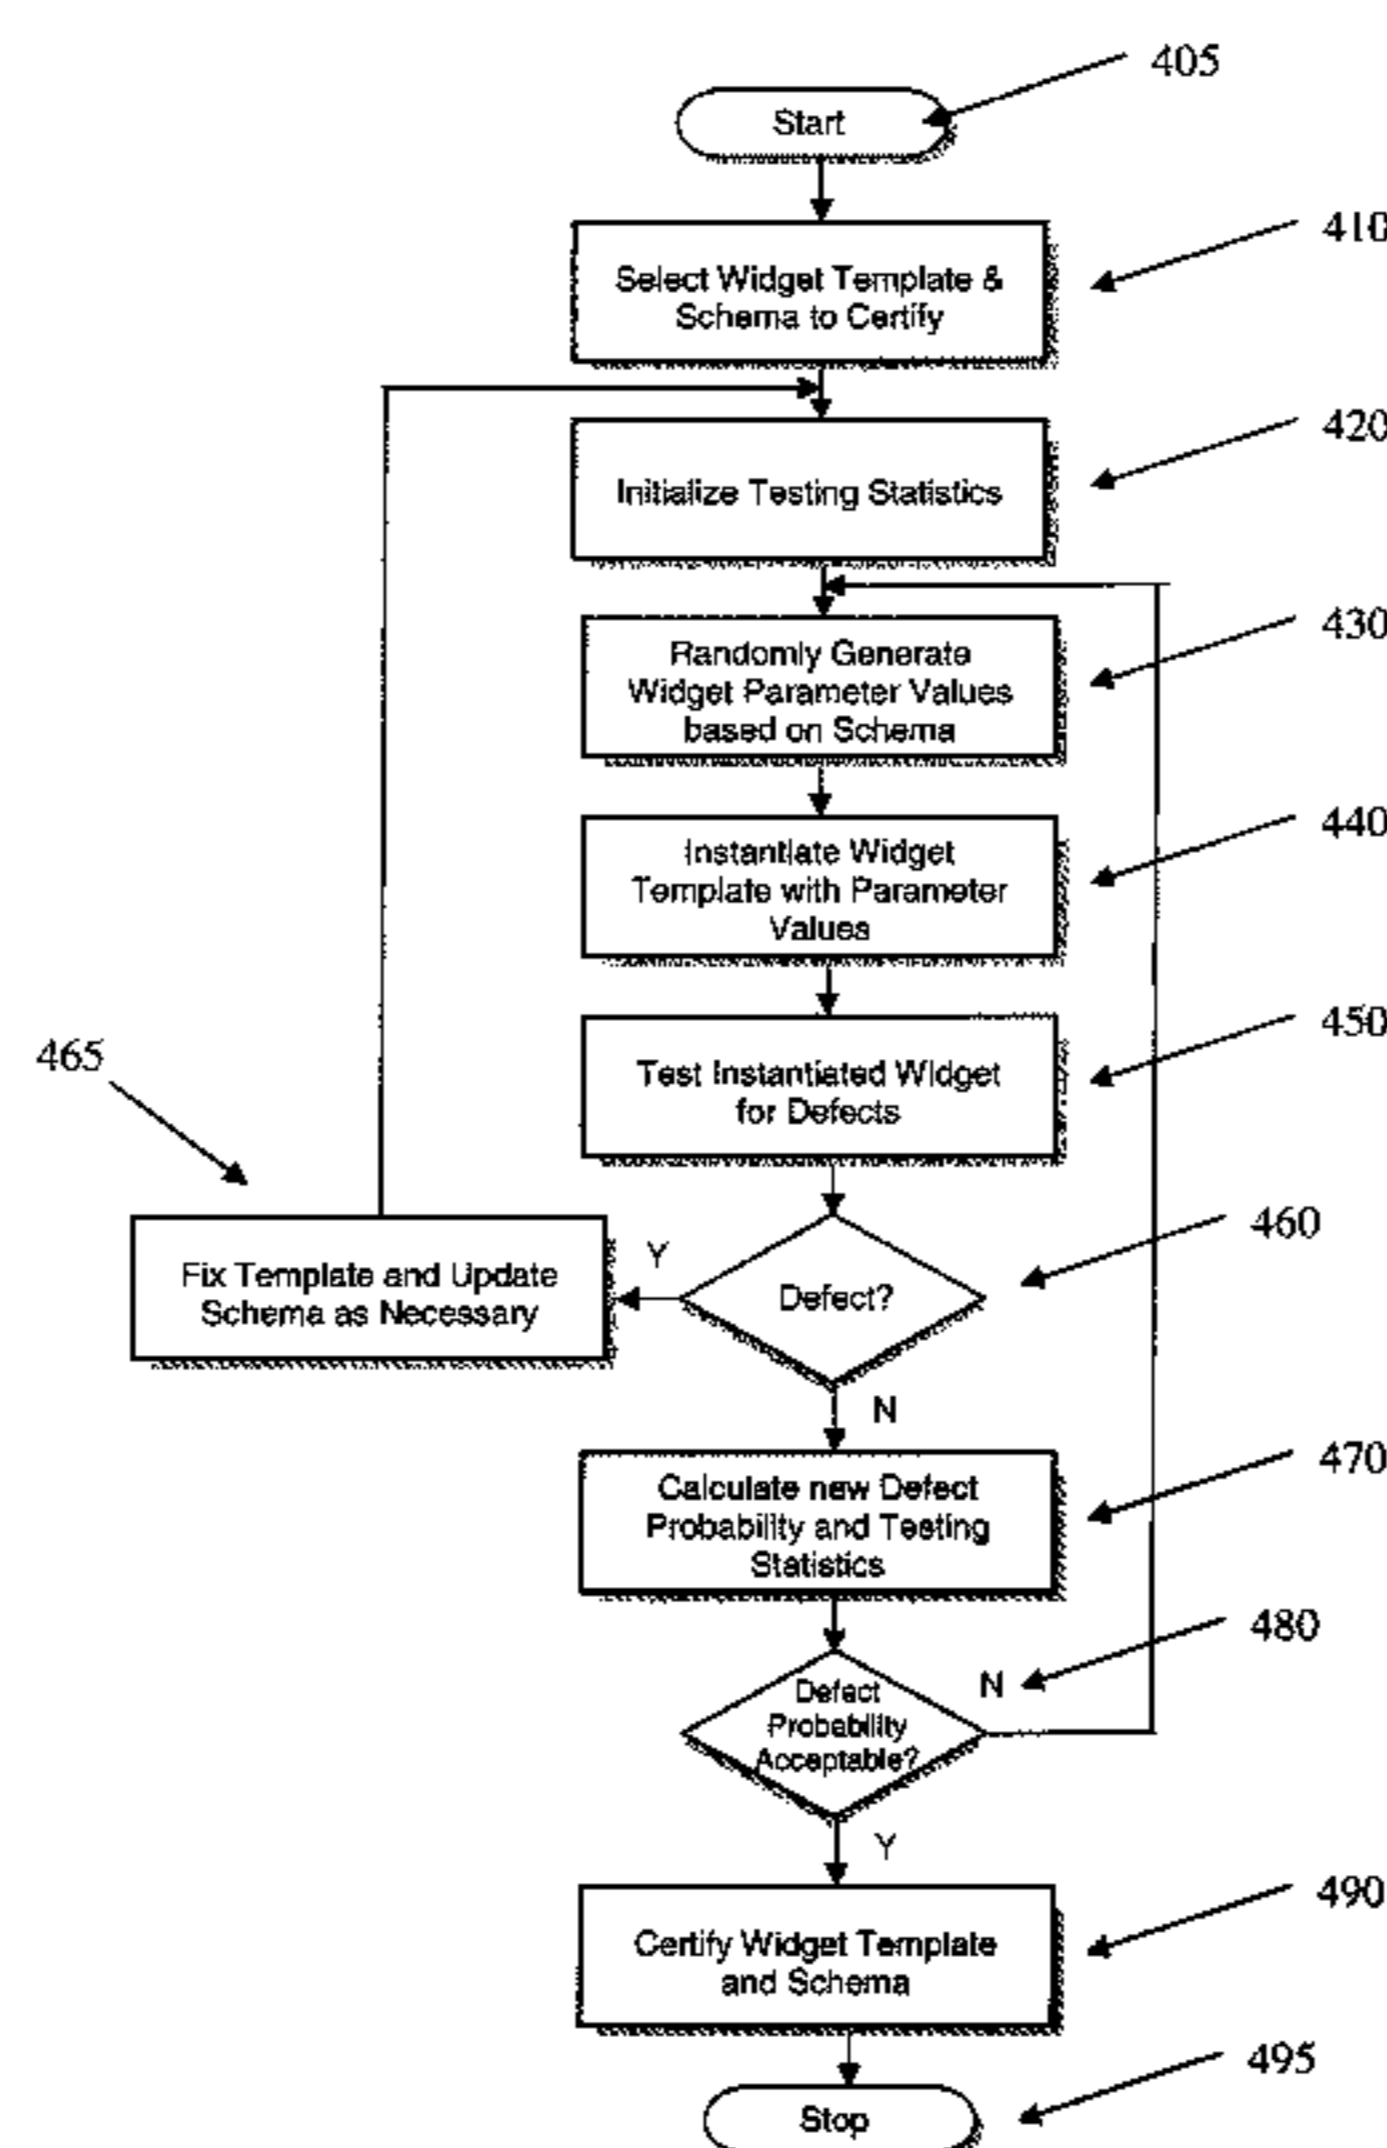 405
Start
410
Select Widget Template &
Schema to Certify
420
Initialize Testing Statistics
430
Randomly Generate
Widget Parameter Values
based on Schema
440
Instantiate Widget
Template with Parameter
Values
450
Test Instantiated Widget
for Defects
465
Fix Template and Update
Schema as Necessary
Y
460
Defect?
N
470
Calculate new Defect
Probability and Testing
Statistics
480
N
Defect
Probability
Acceptable?
Y
490
Certify Widget Template
and Schema
495
Stop